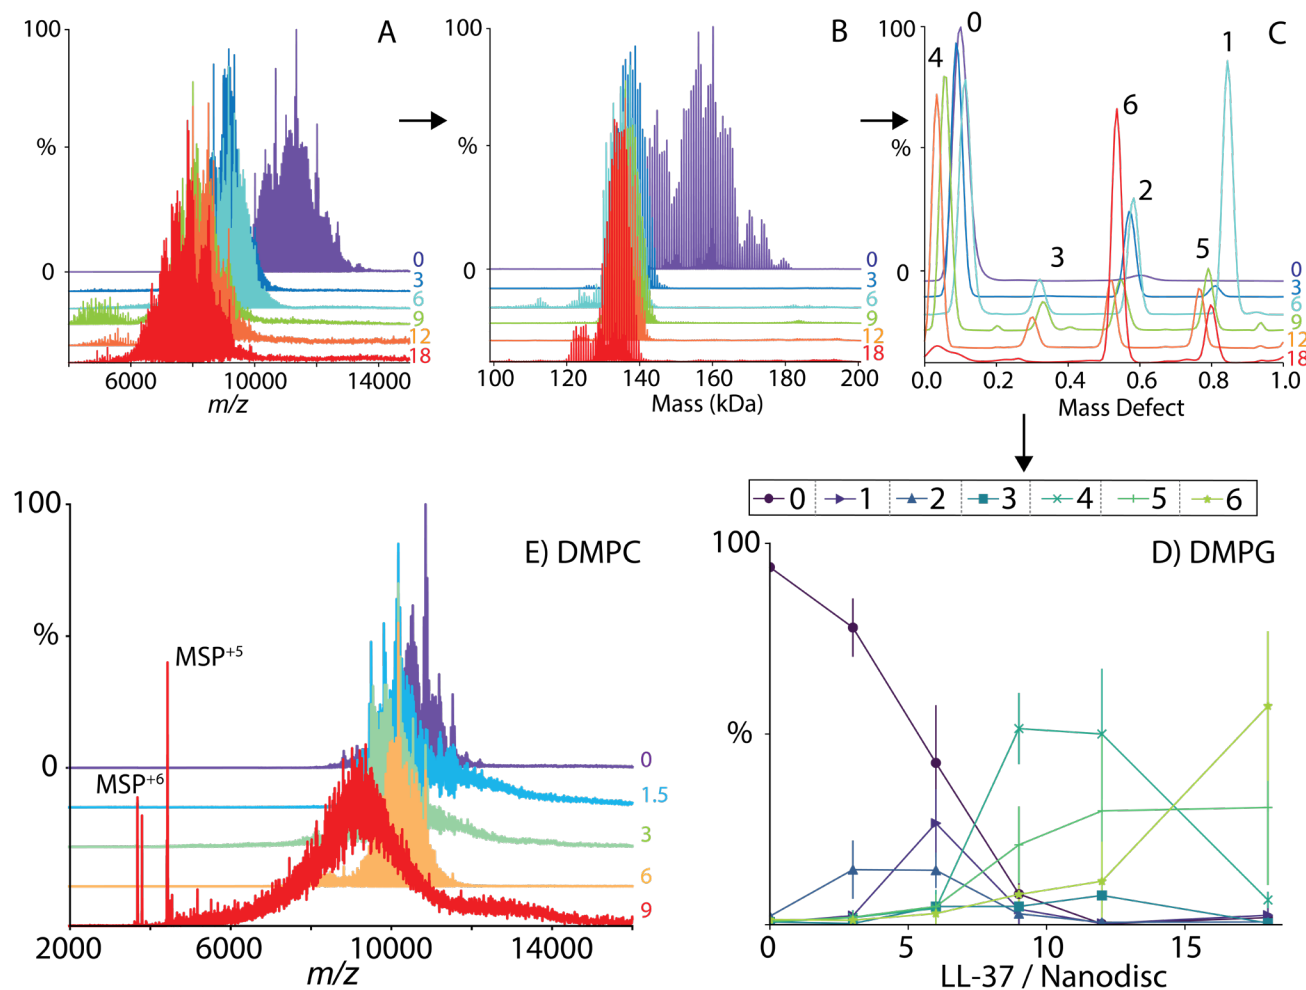 A
100
%
0
0
3
6
9
12
18
6000 10000 14000
m/z
B
100
%
0
0
3
6
9
12
18
100 120 140 160 180 200
Mass (kDa)
C
100
%
0
4 0 3 6 2 5 1
0
3
6
9
12
18
0.0 0.2 0.4 0.6 0.8 1.0
Mass Defect
E) DMPC
100
%
0
MSP+5
MSP+6
0
1.5
3
6
9
2000 6000 10000 14000
m/z
0 1 2 3 4 5 6
D) DMPG
100
%
0 5 10 15
LL-37 / Nanodisc